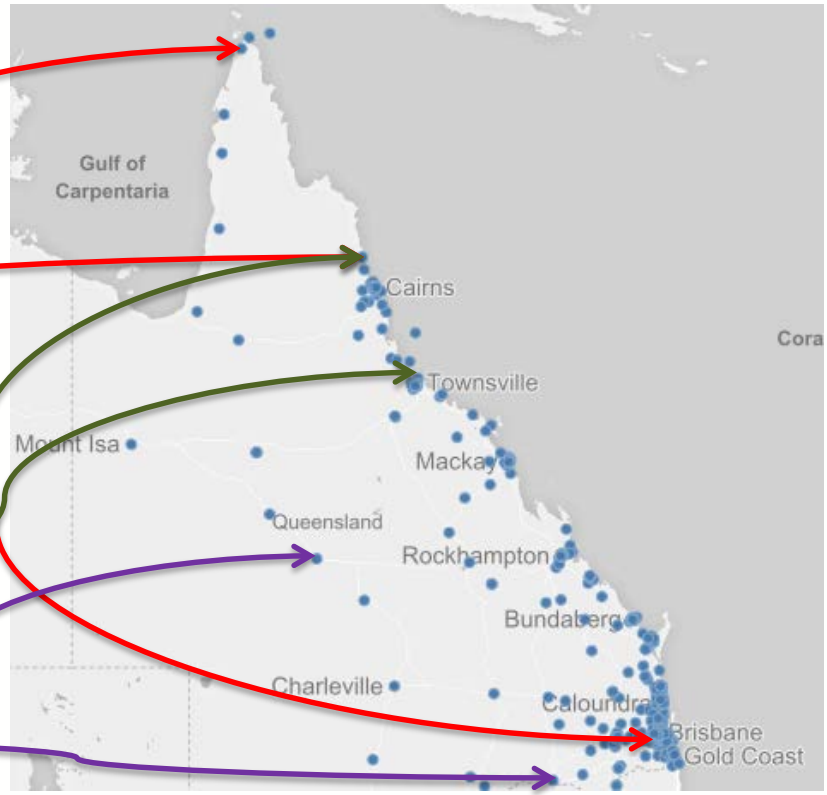 Gulf of
Carpentaria
Cairns
Cora
Townsville
Mount Isa
Mackay
Queensland
Rockhampton
Bundaberg
Charleville
Caloundra
Brisbane
Gold Coast